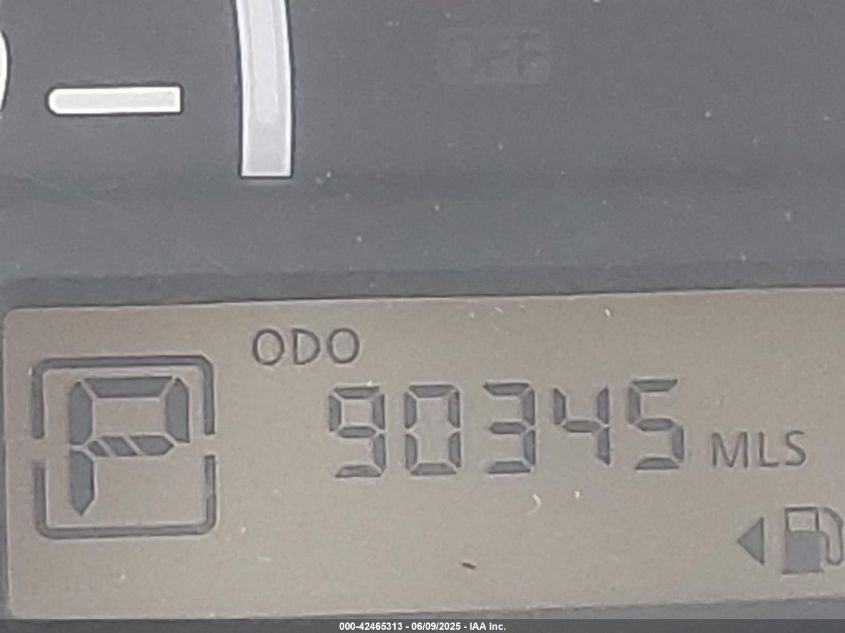 ODO
P
90345 MLS
000-42465313 - 06/09/2025 - IAA Inc.